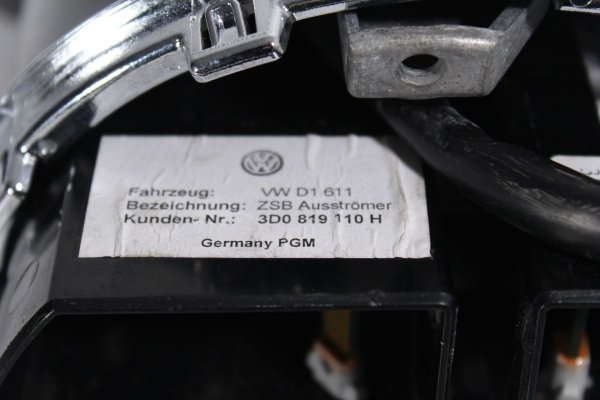 Fahrzeug: VW D1 611
Bezeichnung: ZSB Ausströmer
Kunden- Nr.: 3D0 819 110 H
Germany PGM